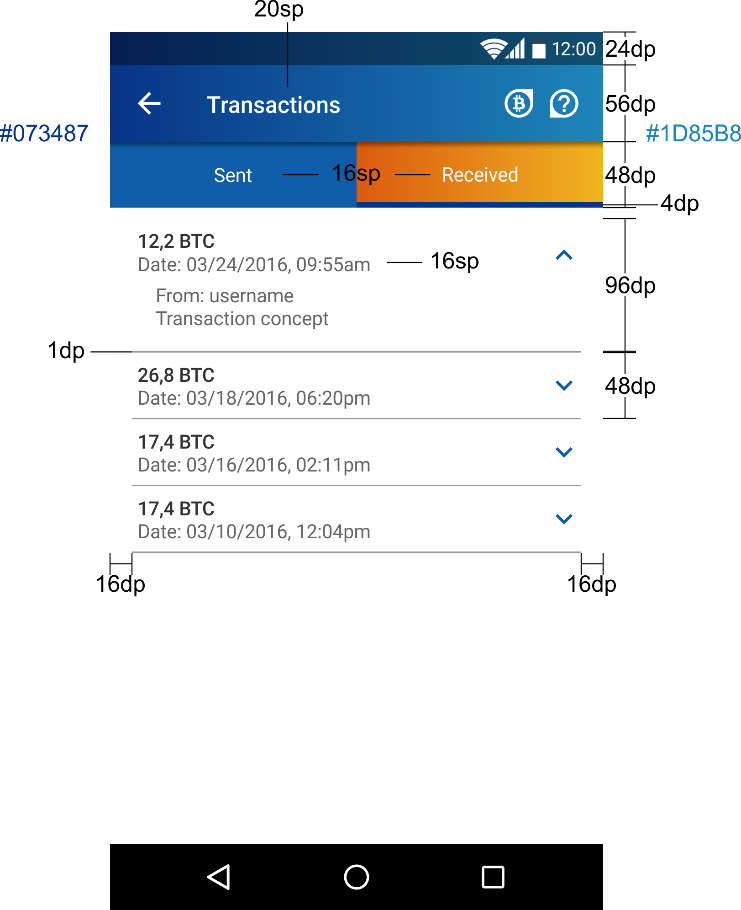 20sp
12:00
24dp
Transactions
56dp
#073487
#1D85B8
Sent
16sp
Received
48dp
4dp
12,2 BTC
Date: 03/24/2016, 09:55am
16sp
96dp
From: username
Transaction concept
1dp
26,8 BTC
Date: 03/18/2016, 06:20pm
48dp
17,4 BTC
Date: 03/16/2016, 02:11pm
17,4 BTC
Date: 03/10/2016, 12:04pm
16dp
16dp